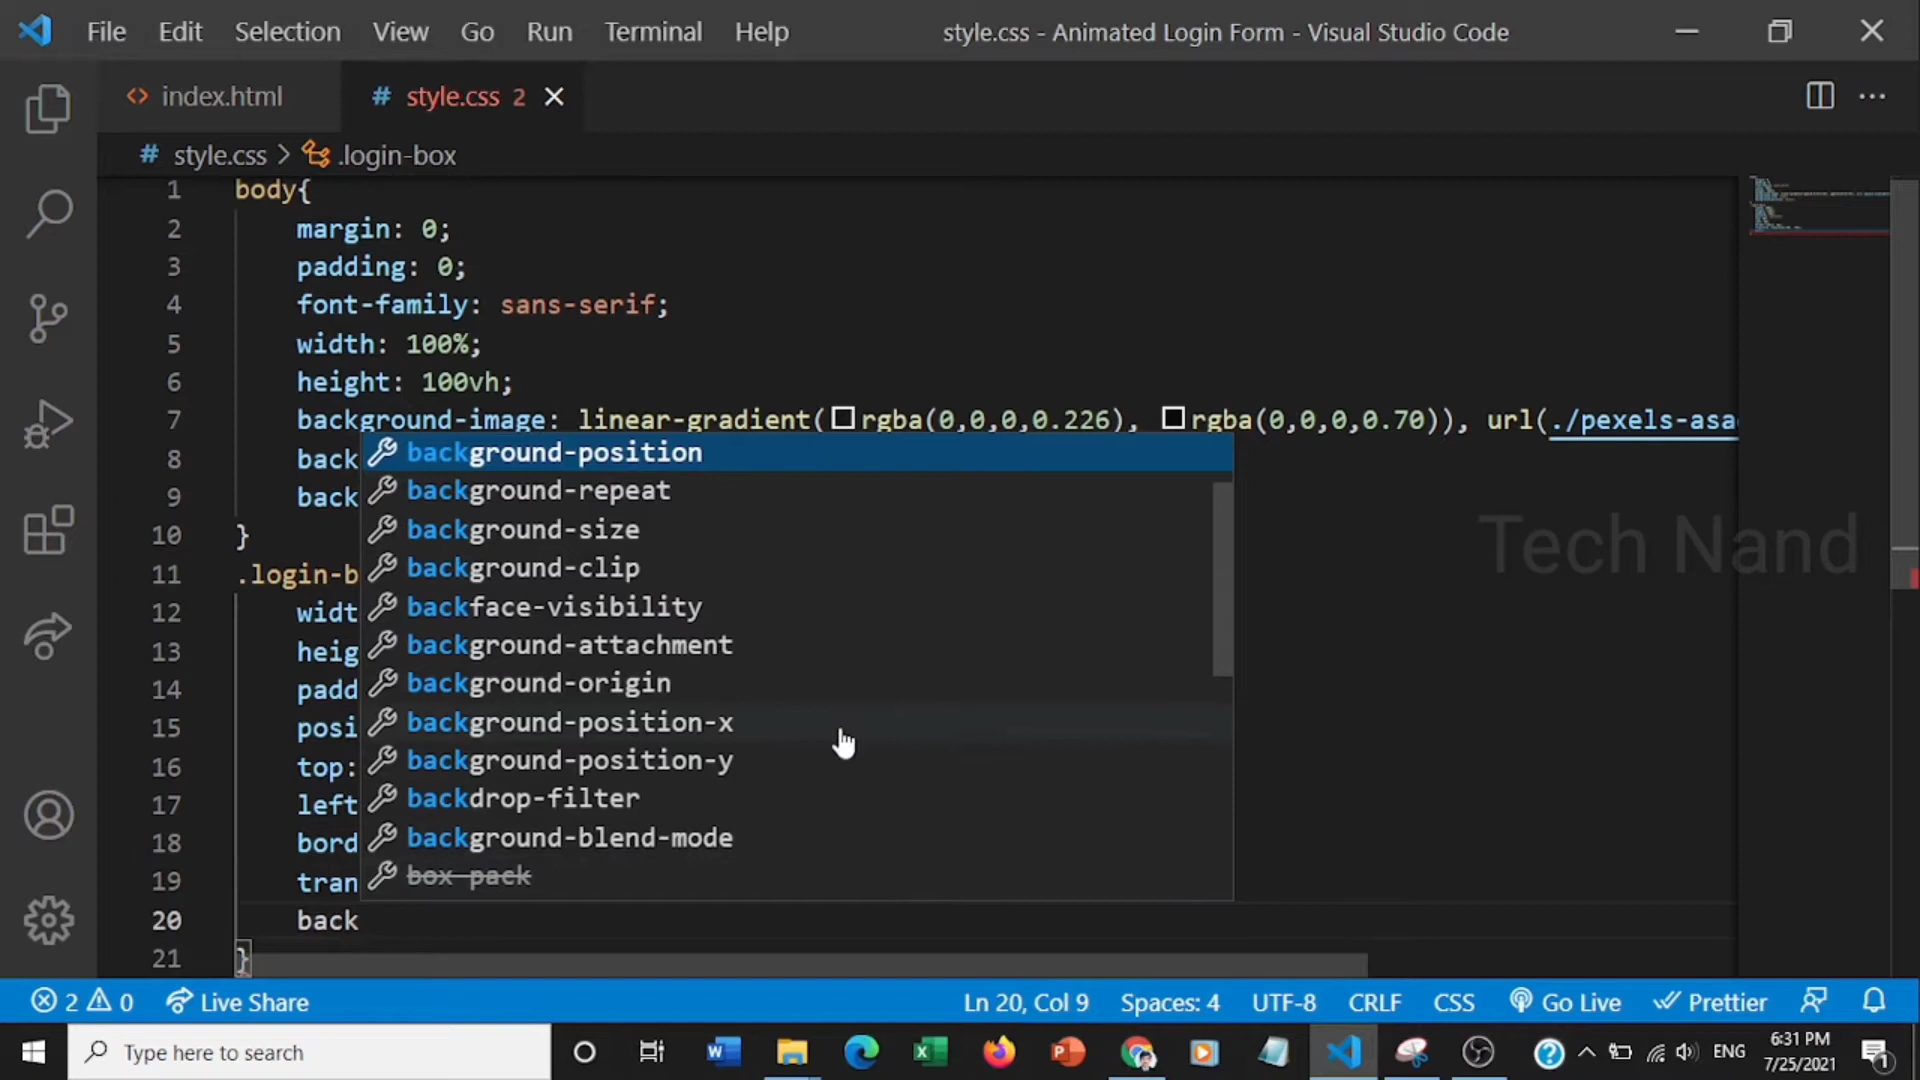 File Edit Selection View Go Run Terminal Help style.css - Animated Login Form - Visual Studio Code
index.html style.css 2
# style.css > .login-box
1 body{
2 margin: 0;
3 padding: 0;
4 font-family: sans-serif;
5 width: 100%;
6 height: 100vh;
7 background-image: linear-gradient(rgba(0,0,0,0.226), rgba(0,0,0,0.70)), url(./pexels-asa
8 back background-position
9 back background-repeat
background-size
10 }
background-clip
11 .login-b
backface-visibility
12 widt
background-attachment
13 heig
background-origin
14 padd
background-position-x
15 posi
background-position-y
16 top:
backdrop-filter
17 left
background-blend-mode
18 bord
box-pack
19 tran
20 back
21 }
Tech Nand
2 0 Live Share Ln 20, Col 9 Spaces: 4 UTF-8 CRLF CSS Go Live Prettier
Type here to search ENG 6:31 PM
7/25/2021 1